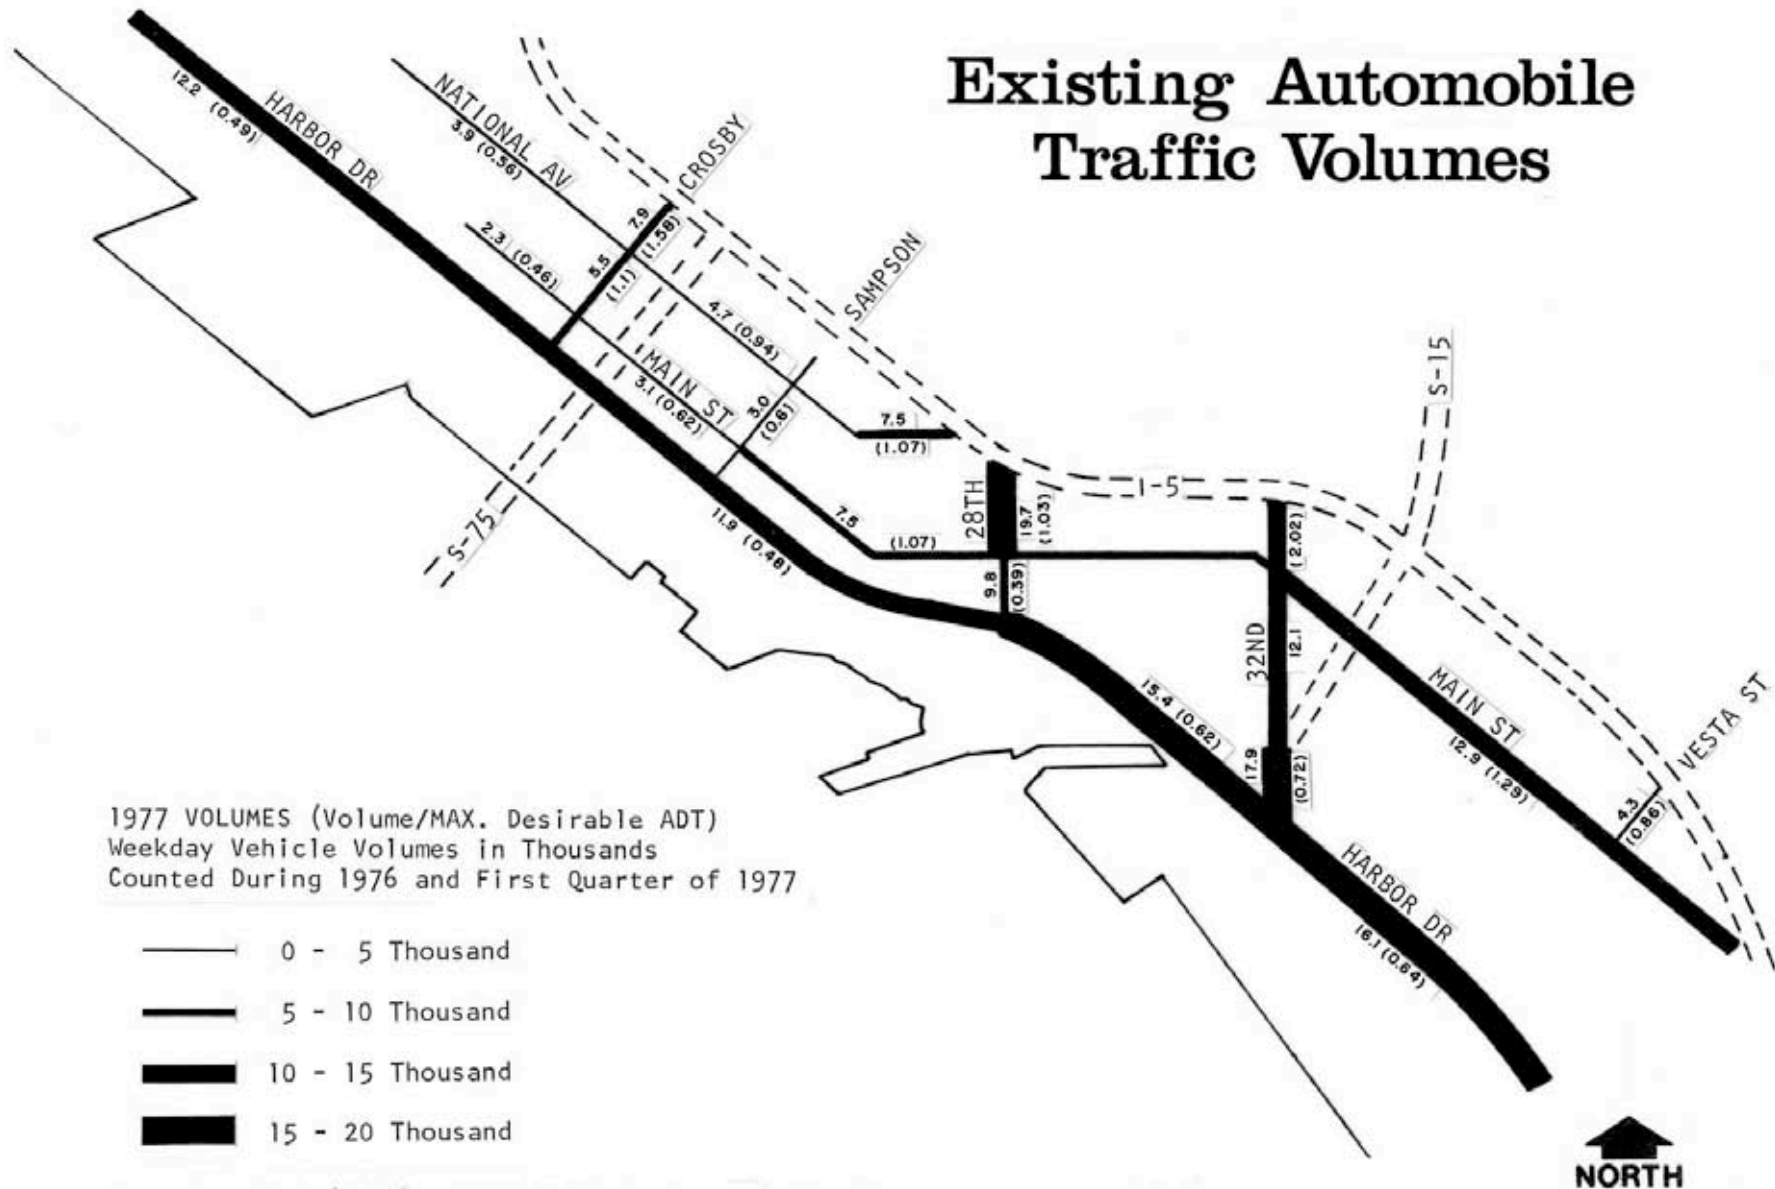 Existing Automobile
Traffic Volumes
HARBOR DR
12.2 (0.49)
NATIONAL AV
3.9 (0.56)
CROSBY
7.9
(1.58)
5.5
(1.1)
2.3 (0.46)
SAMPSON
4.7 (0.94)
MAIN ST
3.1 (0.62)
3.0
(0.6)
7.5
(1.07)
S-15
I-5
S-75
11.9 (0.48)
7.5
(1.07)
28TH
19.7
(1.03)
9.8
(0.39)
(2.02)
32ND
12.1
15.4 (0.62)
17.9
(0.72)
MAIN ST
12.9 (1.29)
VESTA ST
4.3
(0.86)
HARBOR DR
16.1 (0.64)
1977 VOLUMES (Volume/MAX. Desirable ADT)
Weekday Vehicle Volumes in Thousands
Counted During 1976 and First Quarter of 1977
0 - 5 Thousand
5 - 10 Thousand
10 - 15 Thousand
15 - 20 Thousand
NORTH